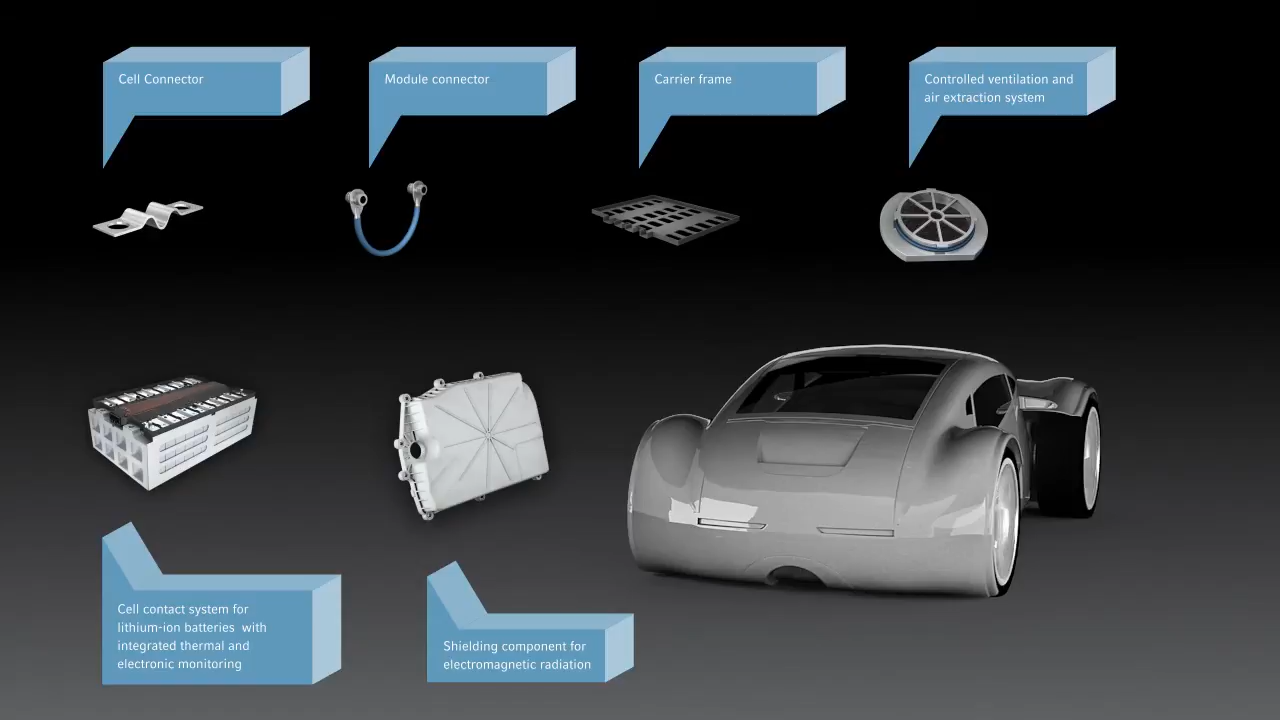 Cell Connector
Module connector
Carrier frame
Controlled ventilation and
air extraction system
Cell contact system for
lithium-ion batteries  with
integrated thermal and
electronic monitoring
Shielding component for
electromagnetic radiation